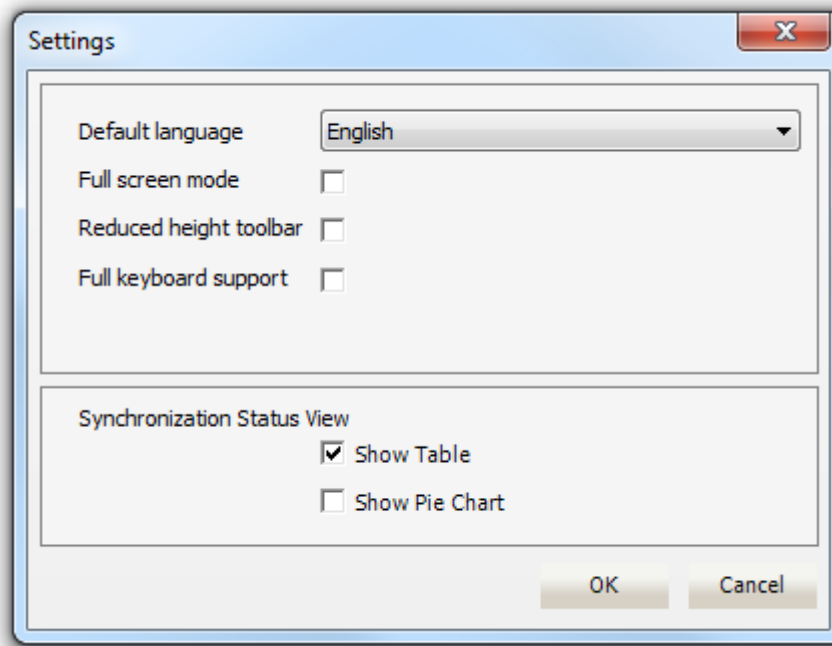 Settings
Default language English
Full screen mode
Reduced height toolbar
Full keyboard support
Synchronization Status View
Show Table
Show Pie Chart
OK Cancel